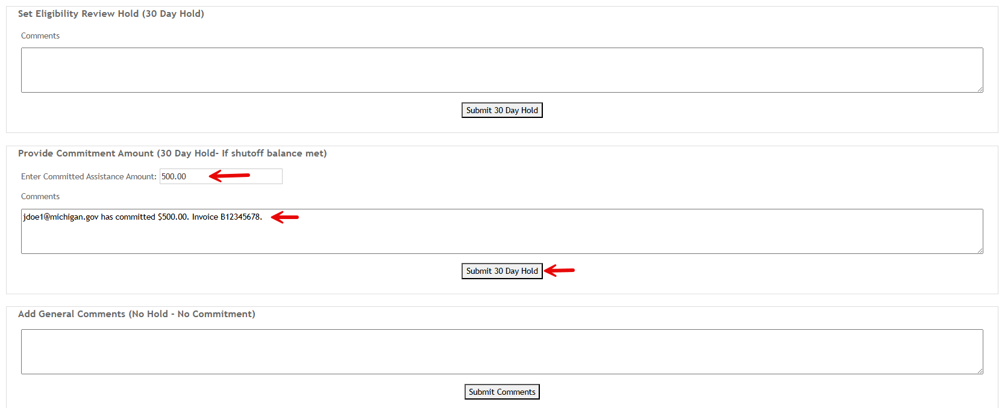 Set Eligibility Review Hold (30 Day Hold)
Comments
Submit 30 Day Hold
Provide Commitment Amount (30 Day Hold- If shutoff balance met)
Enter Committed Assistance Amount: 500.00
Comments
jdoe1@michigan.gov has committed $500.00. Invoice B12345678.
Submit 30 Day Hold
Add General Comments (No Hold - No Commitment)
Submit Comments